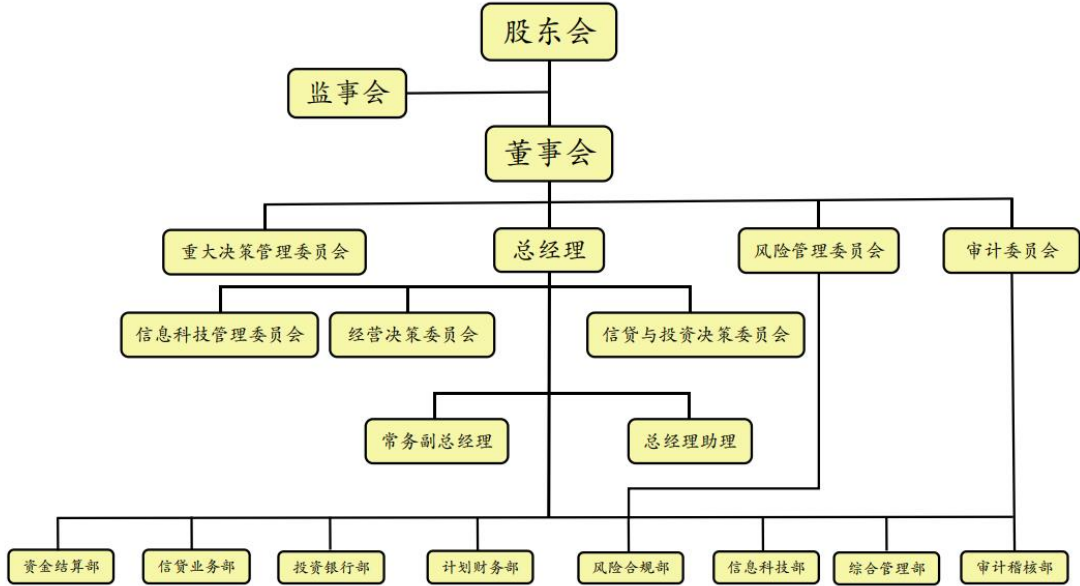 股东会
监事会
董事会
重大决策管理委员会
总经理
风险管理委员会
审计委员会
信息科技管理委员会
经营决策委员会
信贷与投资决策委员会
常务副总经理
总经理助理
资金结算部
信贷业务部
投资银行部
计划财务部
风险合规部
信息科技部
综合管理部
审计稽核部